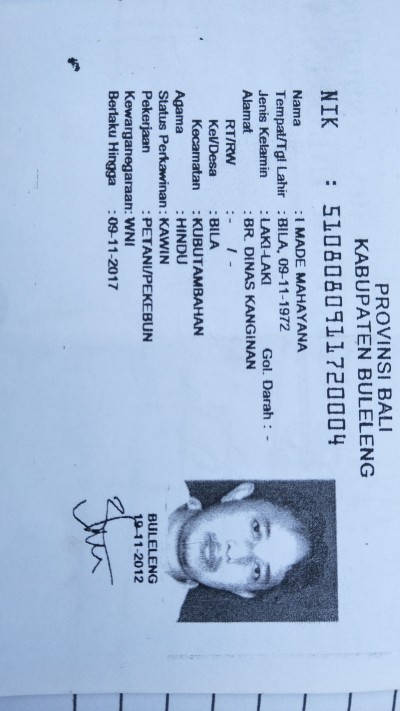 PROVINSI BALI
KABUPATEN BULELENG
NIK : 5108080911720004
Nama : I MADE MAHAYANA
Tempat/Tgl Lahir : BILA, 09-11-1972
Jenis Kelamin : LAKI-LAKI Gol. Darah : -
Alamat : BR. DINAS KANGINAN
RT/RW : - / -
Kel/Desa : BILA
Kecamatan : KUBUTAMBAHAN
Agama : HINDU
Status Perkawinan : KAWIN
Pekerjaan : PETANI/PEKEBUN
Kewarganegaraan: WNI
Berlaku Hingga : 09-11-2017
BULELENG
19-11-2012